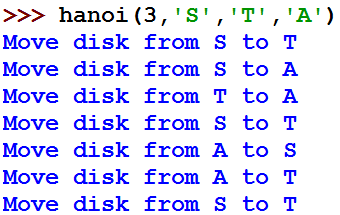 >>> hanoi(3,'S','T','A')
Move disk from S to T
Move disk from S to A
Move disk from T to A
Move disk from S to T
Move disk from A to S
Move disk from A to T
Move disk from S to T